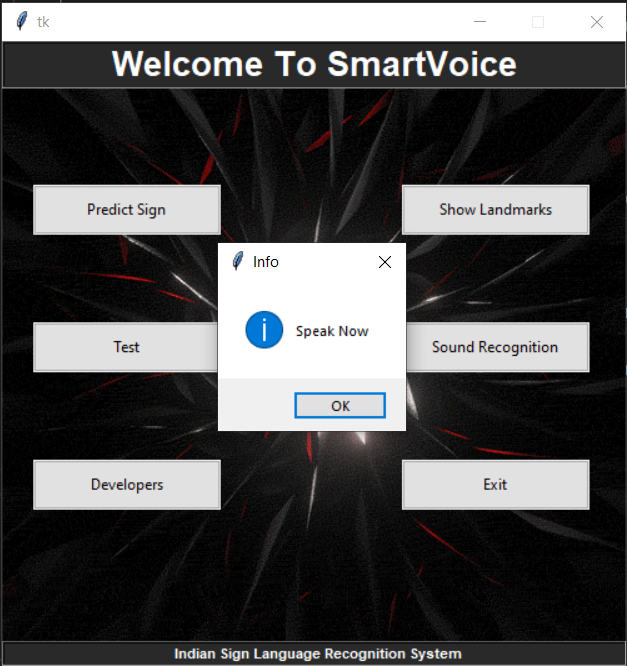 tk
Welcome To SmartVoice
Predict Sign
Show Landmarks
Info
Speak Now
Test
Sound Recognition
OK
Developers
Exit
Indian Sign Language Recognition System